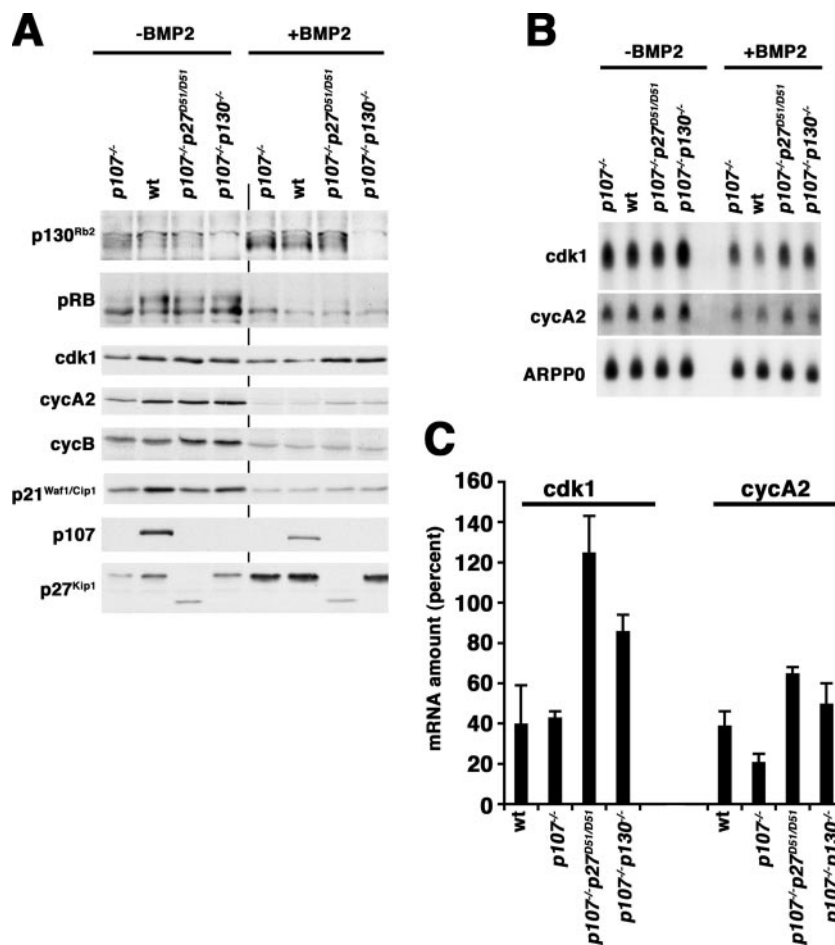 A
-BMP2
+BMP2
p107-/-
wt
p107-/-p27D51/D51
p107-/-p130-/-
p107-/-
wt
p107-/-p27D51/D51
p107-/-p130-/-
p130Rb2
pRB
cdk1
cycA2
cycB
p21Waf1/Cip1
p107
p27Kip1
B
-BMP2
+BMP2
p107-/-
wt
p107-/-p27D51/D51
p107-/-p130-/-
p107-/-
wt
p107-/-p27D51/D51
p107-/-p130-/-
cdk1
cycA2
ARPP0
C
cdk1
cycA2
mRNA amount (percent)
160
140
120
100
80
60
40
20
0
wt
p107-/-
p107-/-p27D51/D51
p107-/-p130-/-
wt
p107-/-
p107-/-p27D51/D51
p107-/-p130-/-